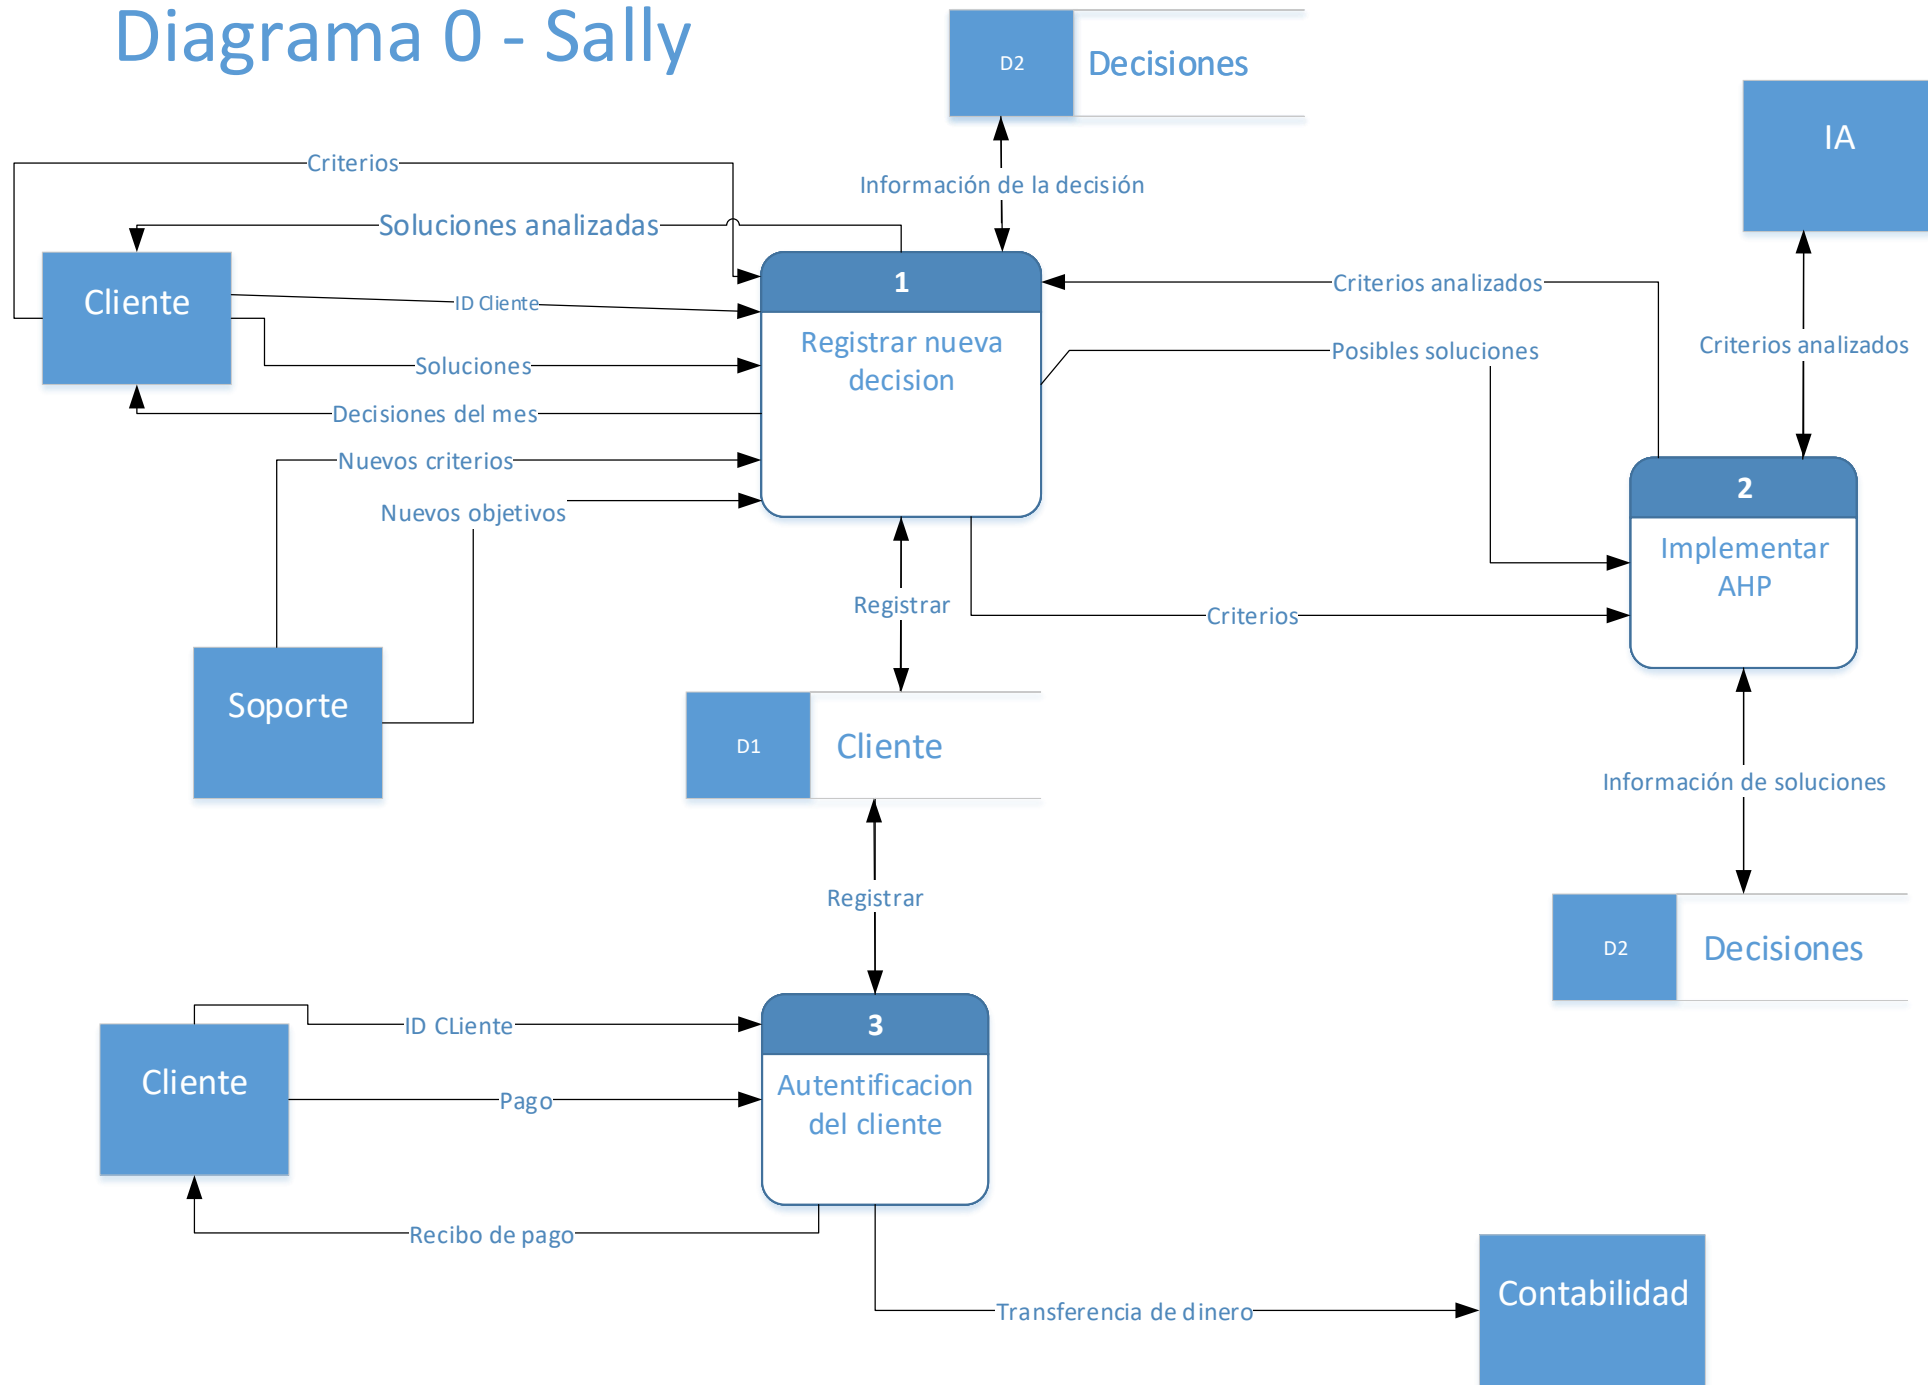 Diagrama 0 - Sally
D2
Decisiones
IA
Criterios
Información de la decisión
Soluciones analizadas
Cliente
ID Cliente
1
Registrar nueva
decision
Criterios analizados
Posibles soluciones
Criterios analizados
Soluciones
Decisiones del mes
Nuevos criterios
Nuevos objetivos
2
Implementar
AHP
Registrar
Criterios
Soporte
D1
Cliente
Información de soluciones
Registrar
D2
Decisiones
ID CLiente
3
Cliente
Autentificacion
del cliente
Pago
Recibo de pago
Transferencia de dinero
Contabilidad